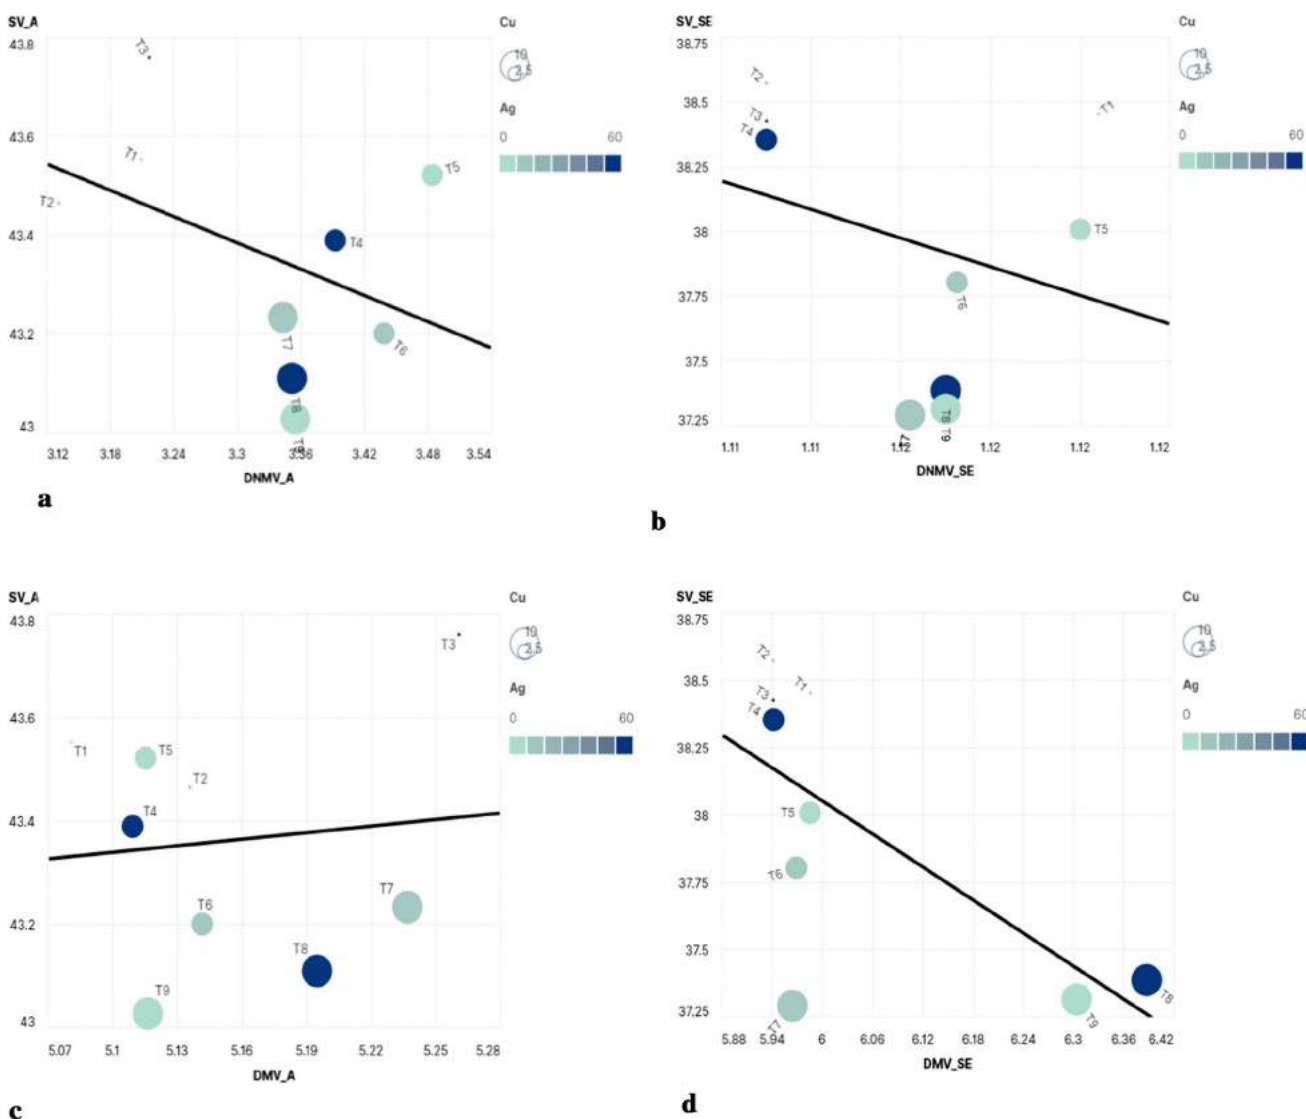 SV_A
Cu
43.8
T3
10
2.5
43.6
T1
Ag
0
60
T5
T2
43.4
T4
43.2
T7
T6
T8
43
T9
3.12
3.18
3.24
3.3
3.36
3.42
3.48
3.54
DNMV_A
a
SV_SE
Cu
38.75
T2
10
2.5
38.5
T3
T4
T1
Ag
0
60
38.25
38
T5
37.75
T6
37.5
37.25
T7
T8
T9
1.11
1.11
1.12
1.12
1.12
1.12
DNMV_SE
b
SV_A
Cu
43.8
T3
10
2.5
Ag
43.6
0
60
T1
T5
T2
43.4
T4
43.2
T6
T7
T8
43
T9
5.07
5.1
5.13
5.16
5.19
5.22
5.25
5.28
DMV_A
c
SV_SE
Cu
38.75
T2
10
2.5
38.5
T1
T3
T4
Ag
0
60
38.25
38
T5
37.75
T6
37.5
37.25
T7
T8
T9
5.88
5.94
6
6.06
6.12
6.18
6.24
6.3
6.36
6.42
DMV_SE
d